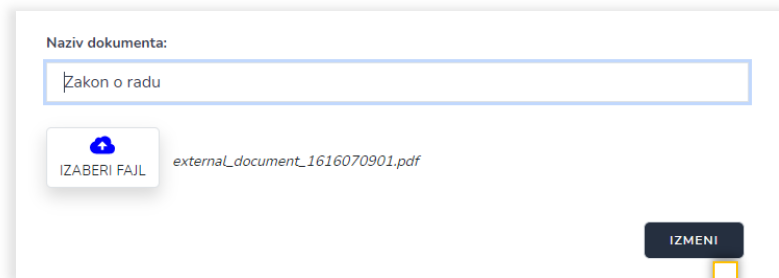 Naziv dokumenta:
Zakon o radu
IZABERI FAJL
external_document_1616070901.pdf
IZMENI